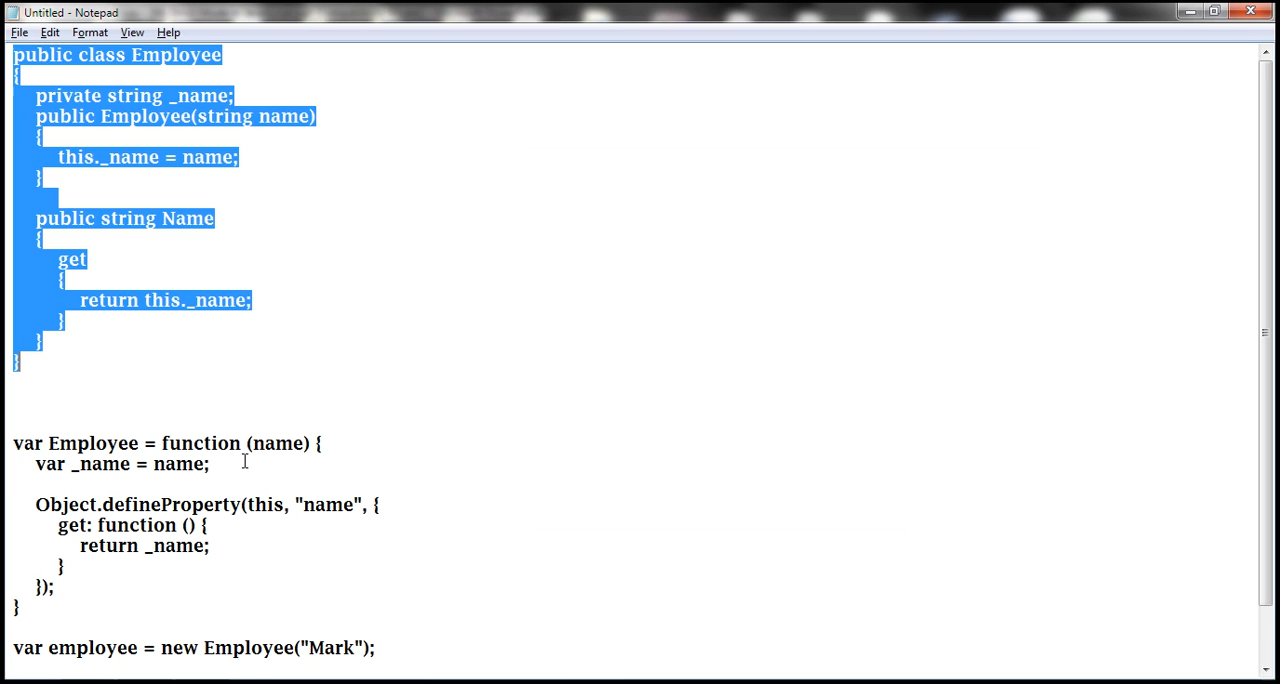 Untitled - Notepad
File Edit Format View Help
public class Employee
{
private string _name;
public Employee(string name)
{
this._name = name;
}
public string Name
{
get
{
return this._name;
}
}
}
var Employee = function (name) {
var _name = name;
Object.defineProperty(this, "name", {
get: function () {
return _name;
}
});
}
var employee = new Employee("Mark");